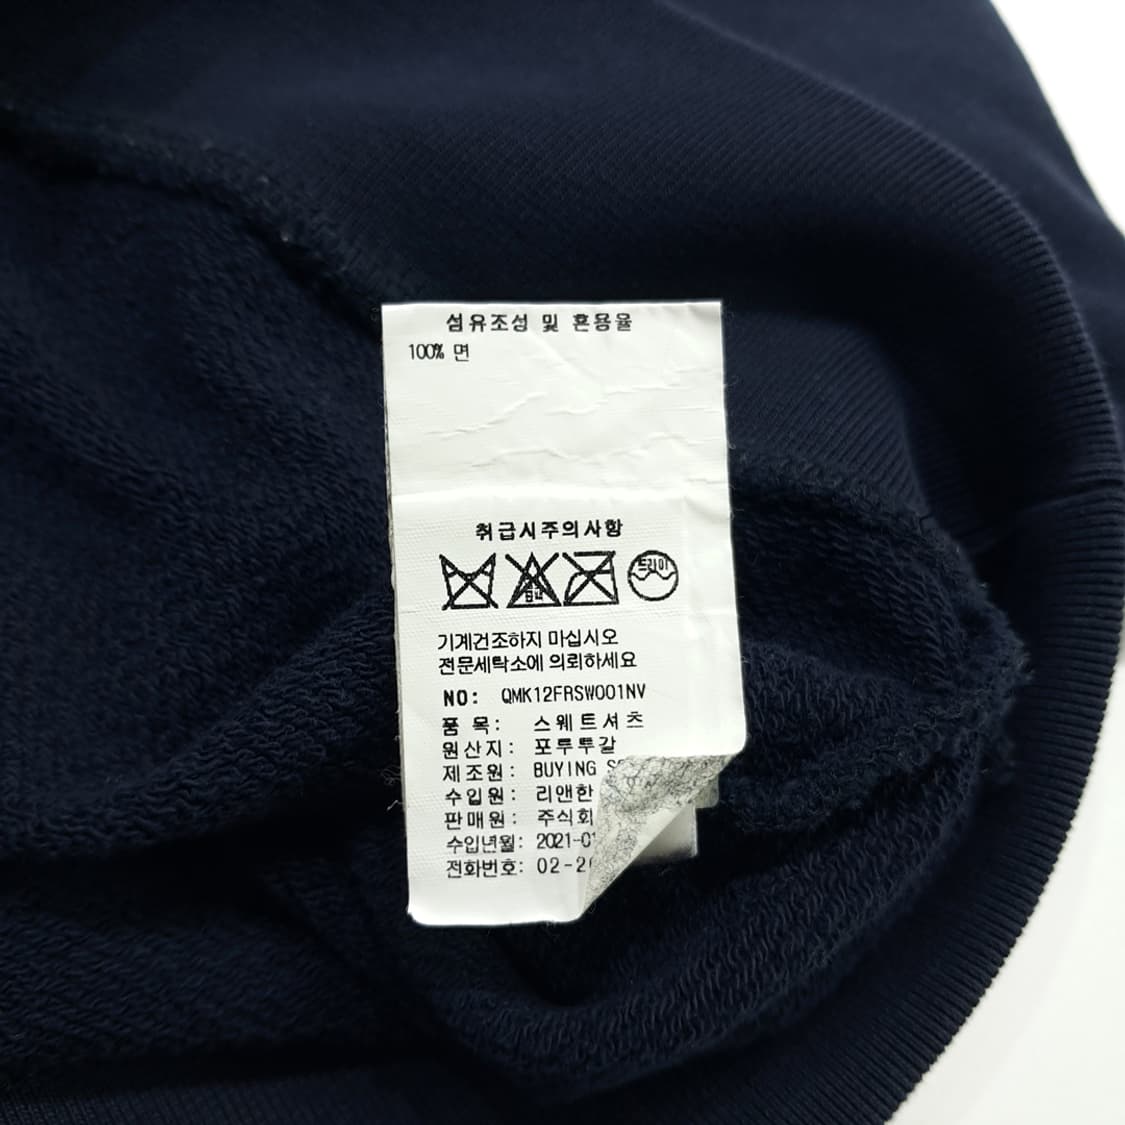 섬유조성 및 혼용율
100% 면
취급시주의사항
드라이
기계건조하지 마십시오
전문세탁소에 의뢰하세요
NO: QMK12FRSW001NV
품 목: 스웨트셔츠
원산지: 포루투갈
제조원: BUYING
수입원: 리앤한
판매원: 주식회
수입년월: 2021-0
전화번호: 02-2